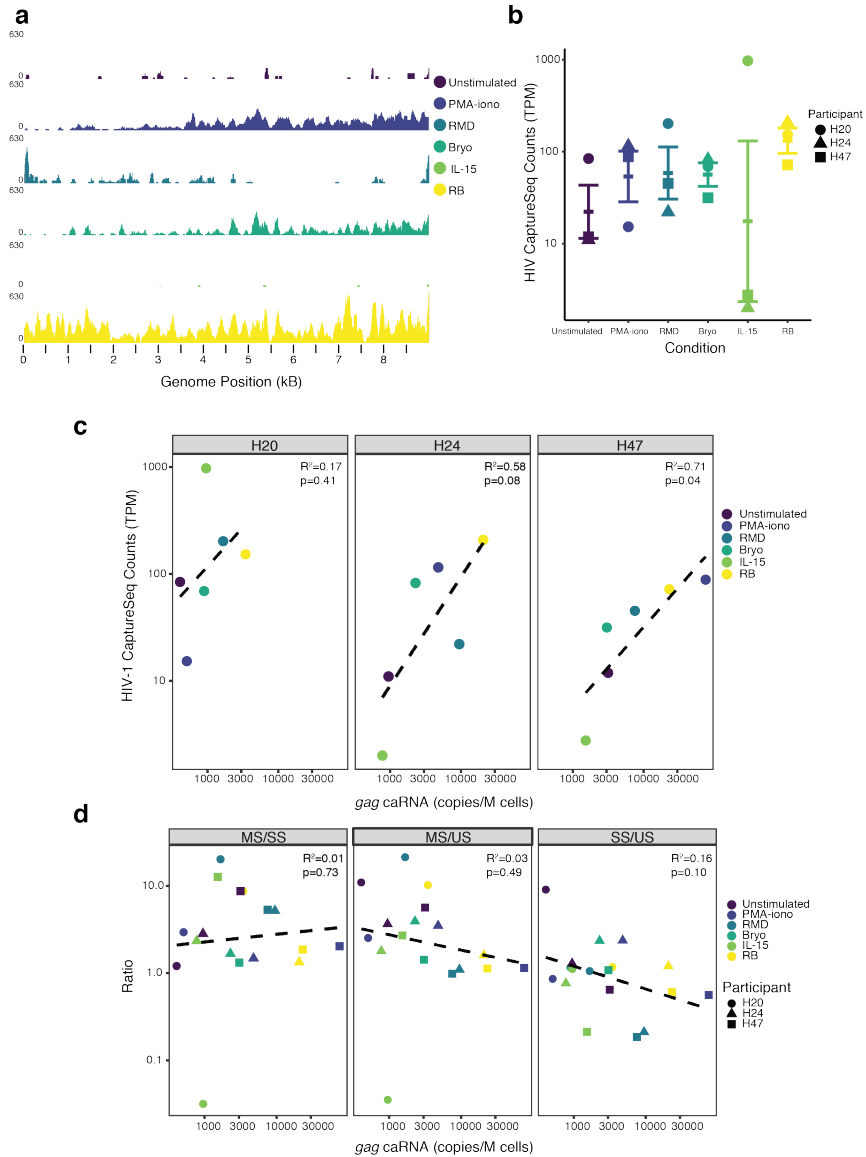 a
630
0
630
0
630
0
630
0
630
0
630
0
0 1 2 3 4 5 6 7 8
Genome Position (kB)
Unstimulated
PMA-iono
RMD
Bryo
IL-15
RB
b
HIV CaptureSeq Counts (TPM)
1000
100
10
Unstimulated PMA-iono RMD Bryo IL-15 RB
Condition
Participant
H20
H24
H47
c
H20 H24 H47
R²=0.17
p=0.41
R²=0.58
p=0.08
R²=0.71
p=0.04
HIV-1 CaptureSeq Counts (TPM)
1000
100
10
1000 3000 10000 30000 1000 3000 10000 30000 1000 3000 10000 30000
gag caRNA (copies/M cells)
Unstimulated
PMA-iono
RMD
Bryo
IL-15
RB
d
MS/SS MS/US SS/US
R²=0.01
p=0.73
R²=0.03
p=0.49
R²=0.16
p=0.10
Ratio
10.0
1.0
0.1
1000 3000 10000 30000 1000 3000 10000 30000 1000 3000 10000 30000
gag caRNA (copies/M cells)
Unstimulated
PMA-iono
RMD
Bryo
IL-15
RB
Participant
H20
H24
H47